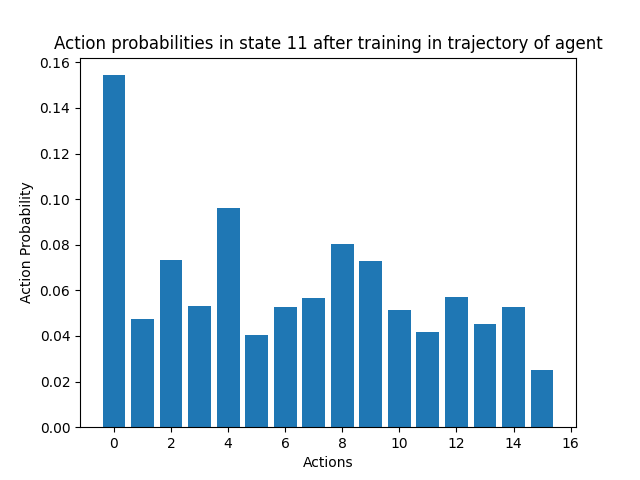 Action probabilities in state 11 after training in trajectory of agent
0.16
0.14
0.12
0.10
0.08
0.06
0.04
0.02
0.00
Action Probability
0 2 4 6 8 10 12 14 16
Actions